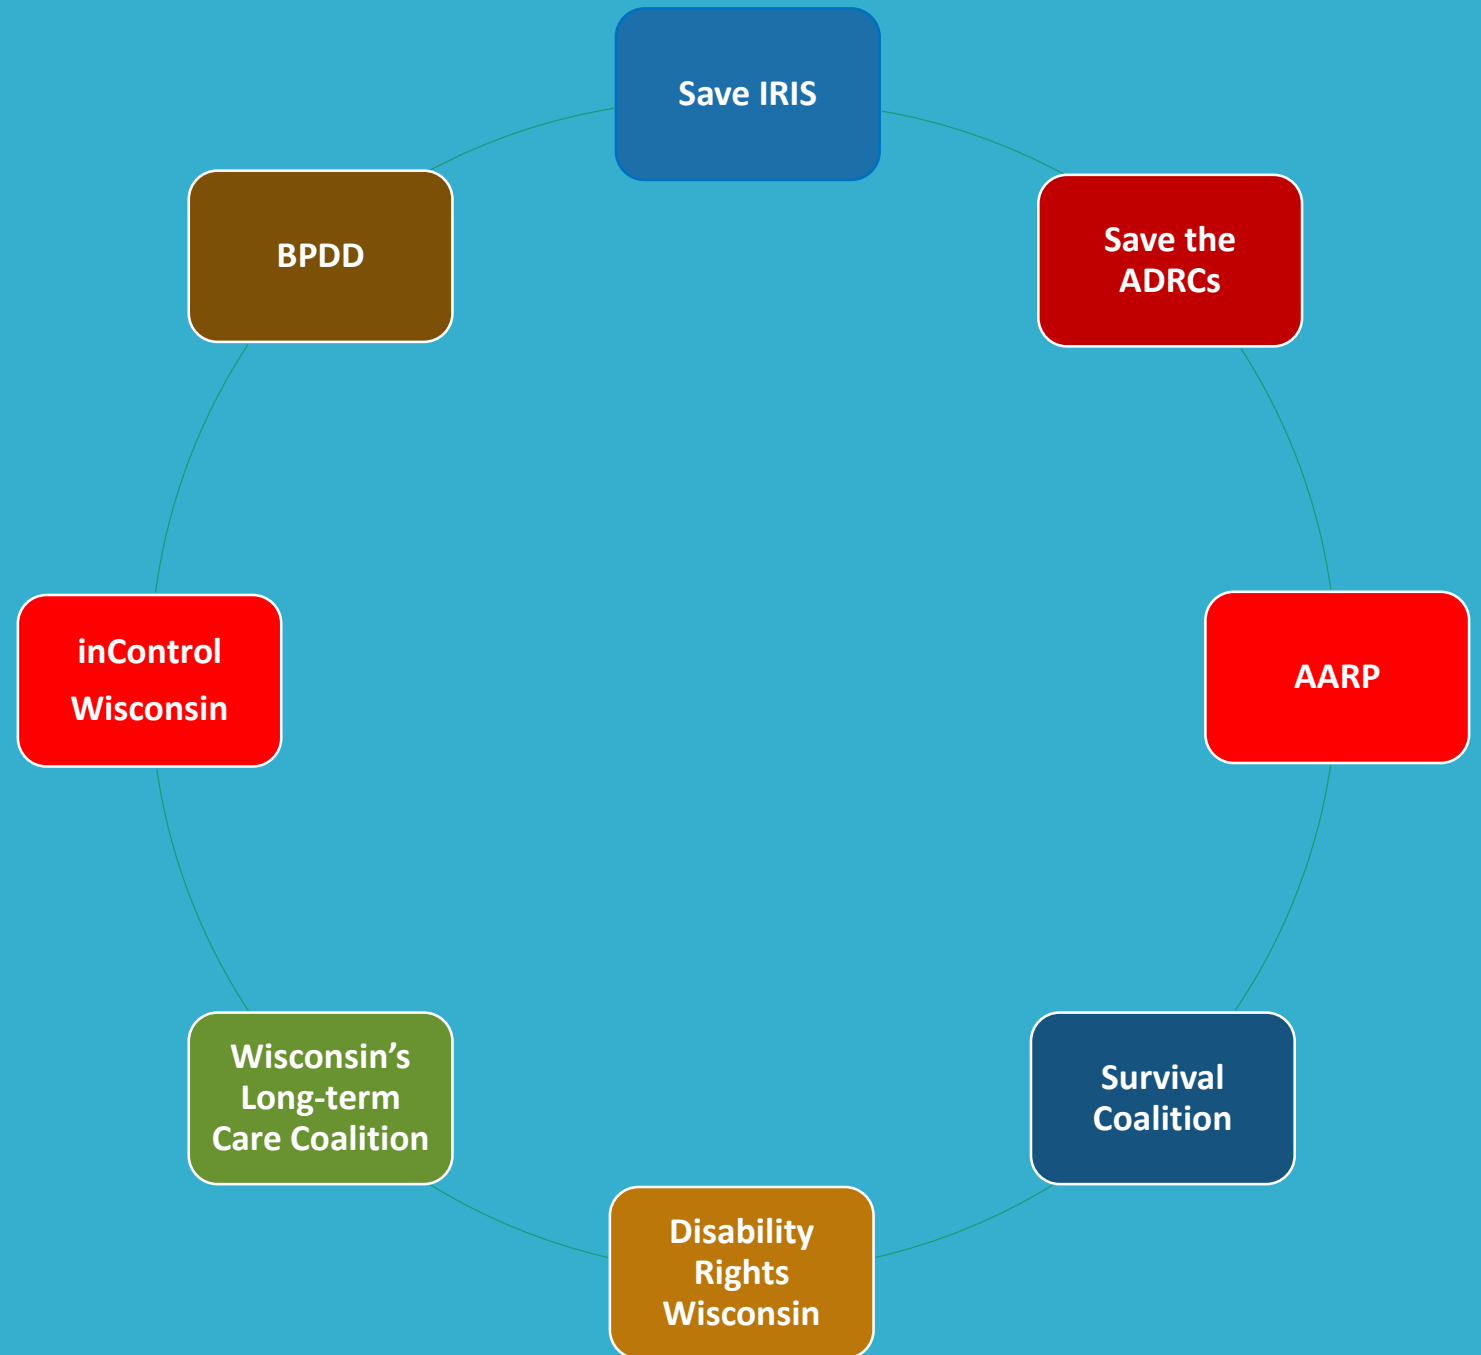 Save IRIS
Save the
ADRCs
AARP
Survival
Coalition
Disability
Rights
Wisconsin
Wisconsin’s
Long-term
Care Coalition
inControl
Wisconsin
BPDD